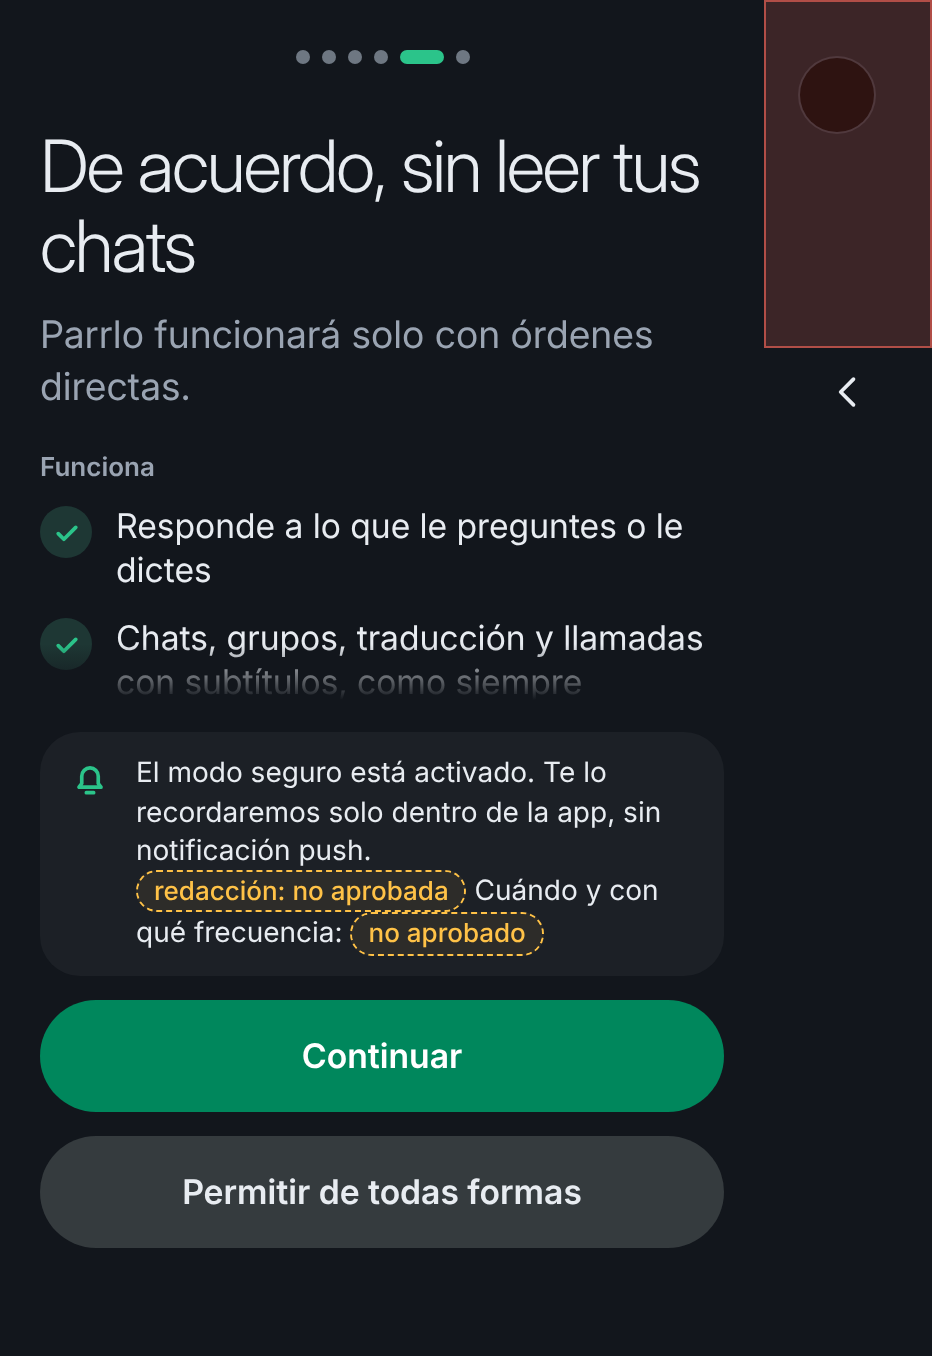 De acuerdo, sin leer tus
chats
Parrlo funcionará solo con órdenes
directas.
Funciona
Responde a lo que le preguntes o le
dictes
Chats, grupos, traducción y llamadas
con subtítulos, como siempre
El modo seguro está activado. Te lo
recordaremos solo dentro de la app, sin
notificación push.
redacción: no aprobada Cuándo y con
qué frecuencia: no aprobado
Continuar
Permitir de todas formas